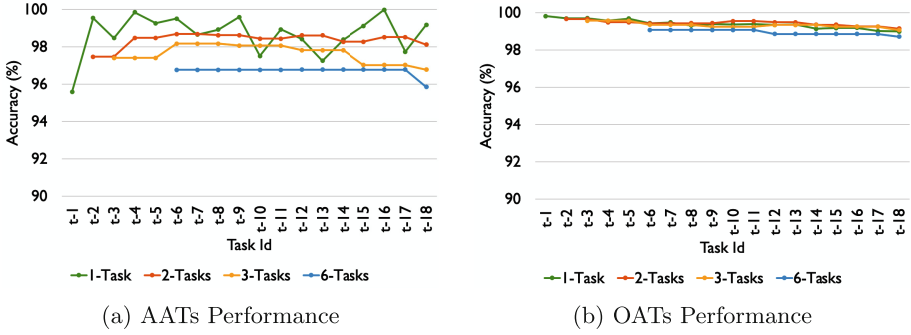 100
98
96
94
92
90
Accuracy (%)
t-1 t-2 t-3 t-4 t-5 t-6 t-7 t-8 t-9 t-10 t-11 t-12 t-13 t-14 t-15 t-16 t-17 t-18
Task Id
1-Task 2-Tasks 3-Tasks 6-Tasks
(a) AATs Performance
100
98
96
94
92
90
Accuracy (%)
t-1 t-2 t-3 t-4 t-5 t-6 t-7 t-8 t-9 t-10 t-11 t-12 t-13 t-14 t-15 t-16 t-17 t-18
Task Id
1-Task 2-Tasks 3-Tasks 6-Tasks
(b) OATs Performance